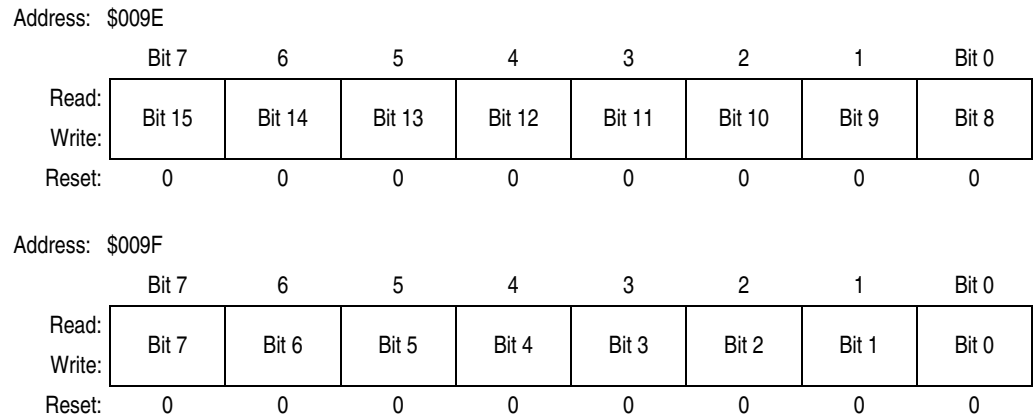 Address: $009E
Bit 7 6 5 4 3 2 1 Bit 0
Read:
Bit 15 Bit 14 Bit 13 Bit 12 Bit 11 Bit 10 Bit 9 Bit 8
Write:
Reset: 0 0 0 0 0 0 0 0
Address: $009F
Bit 7 6 5 4 3 2 1 Bit 0
Read:
Bit 7 Bit 6 Bit 5 Bit 4 Bit 3 Bit 2 Bit 1 Bit 0
Write:
Reset: 0 0 0 0 0 0 0 0